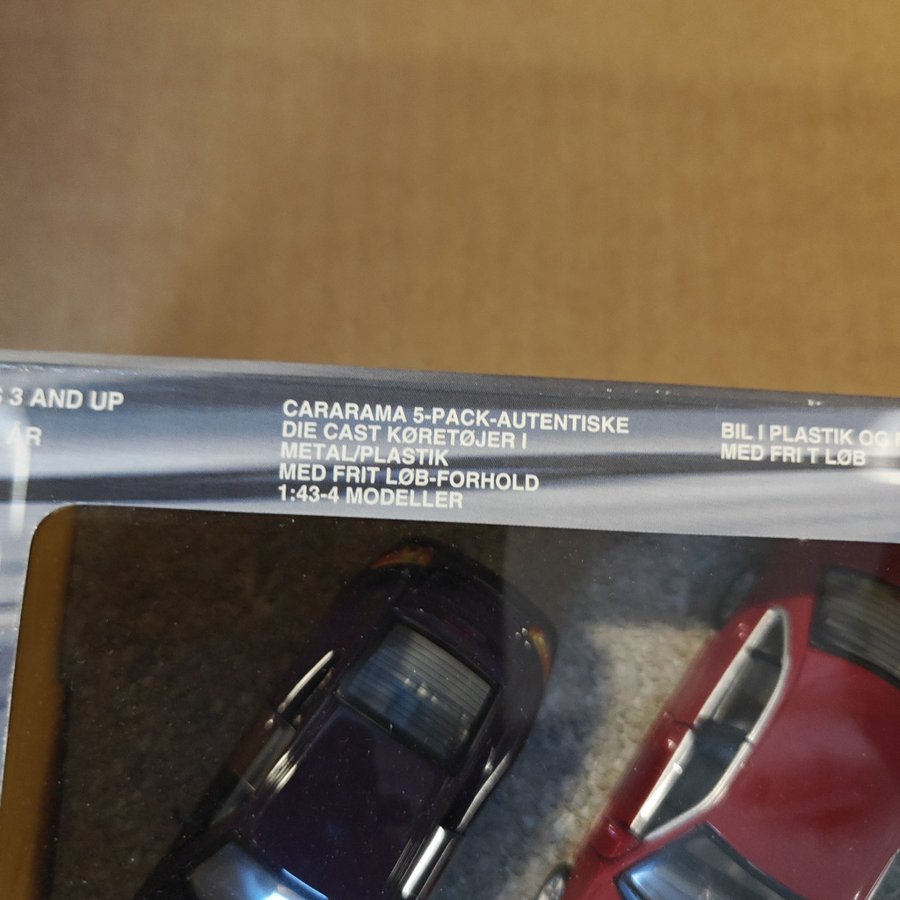 3 AND UP
ÅR
CARARAMA 5-PACK-AUTENTISKE
DIE CAST KØRETØJER I
METAL/PLASTIK
MED FRIT LØB-FORHOLD
1:43-4 MODELLER
BIL I PLASTIK OG
MED FRI T LØB